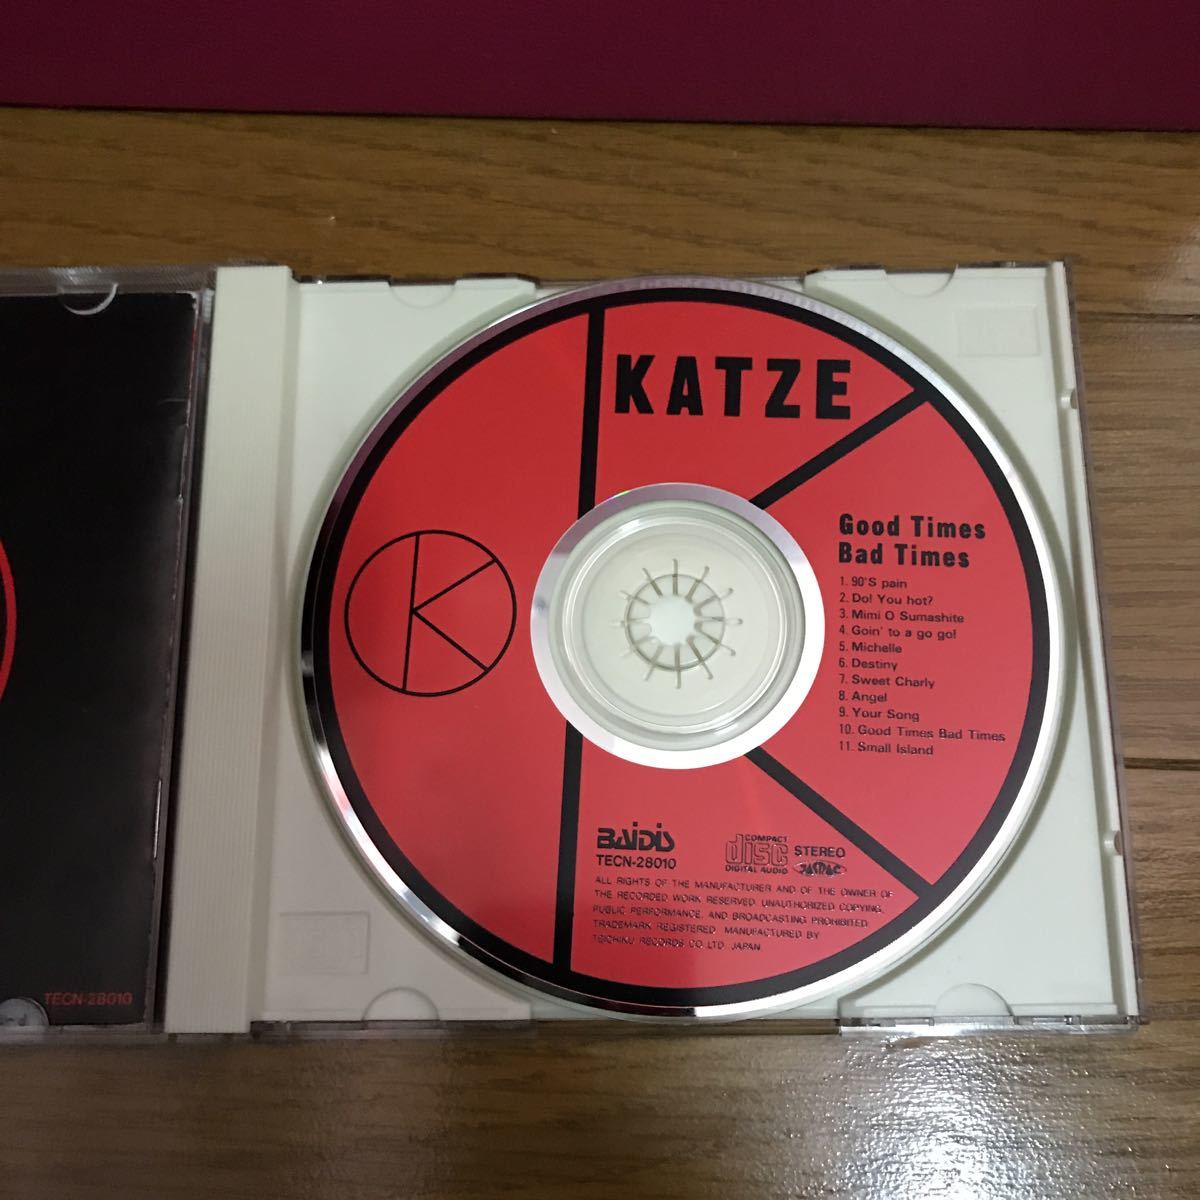 KATZE
K
Good Times
Bad Times
1. 90'S pain
2. Do! You hot?
3. Mimi O Sumashite
4. Goin' to a go go!
5. Michelle
6. Destiny
7. Sweet Charly
8. Angel
9. Your Song
10. Good Times Bad Times
11. Small Island
BAiDiS
TECN-28010
COMPACT
disc
DIGITAL AUDIO
STEREO
JASRAC
ALL RIGHTS OF THE MANUFACTURER AND OF THE OWNER OF
THE RECORDED WORK RESERVED. UNAUTHORIZED COPYING,
PUBLIC PERFORMANCE, AND BROADCASTING PROHIBITED.
TRADEMARK REGISTERED. MANUFACTURED BY
TEICHIKU RECORDS CO., LTD. JAPAN
TECN-28010